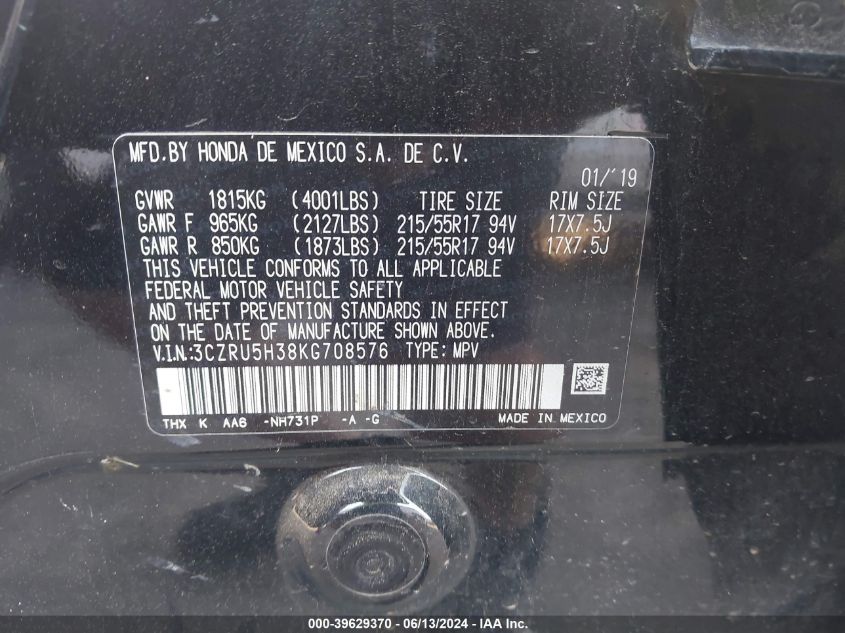 MFD.BY HONDA DE MEXICO S.A. DE C.V.
01/'19
GVWR 1815KG (4001LBS) TIRE SIZE RIM SIZE
GAWR F 965KG (2127LBS) 215/55R17 94V 17X7.5J
GAWR R 850KG (1873LBS) 215/55R17 94V 17X7.5J
THIS VEHICLE CONFORMS TO ALL APPLICABLE
FEDERAL MOTOR VEHICLE SAFETY
AND THEFT PREVENTION STANDARDS IN EFFECT
ON THE DATE OF MANUFACTURE SHOWN ABOVE.
V.I.N.:3CZRU5H38KG708576 TYPE: MPV
THX K AA6 -NH731P -A -G MADE IN MEXICO
000-39629370 - 06/13/2024 - IAA Inc.